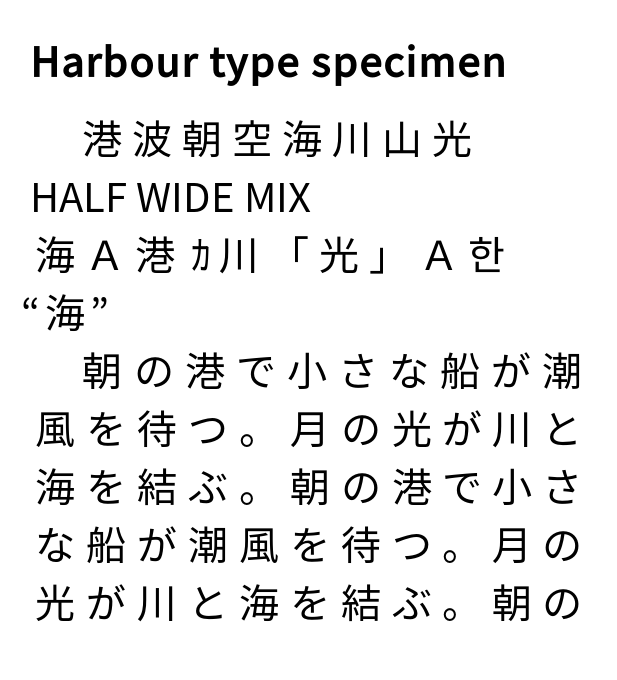 Harbour type specimen
　港波朝空海川山光
HALF WIDE MIX
海Ａ港ｶ川「光」Ａ한
“海”
　朝の港で小さな船が潮
風を待つ。月の光が川と
海を結ぶ。朝の港で小さ
な船が潮風を待つ。月の
光が川と海を結ぶ。朝の